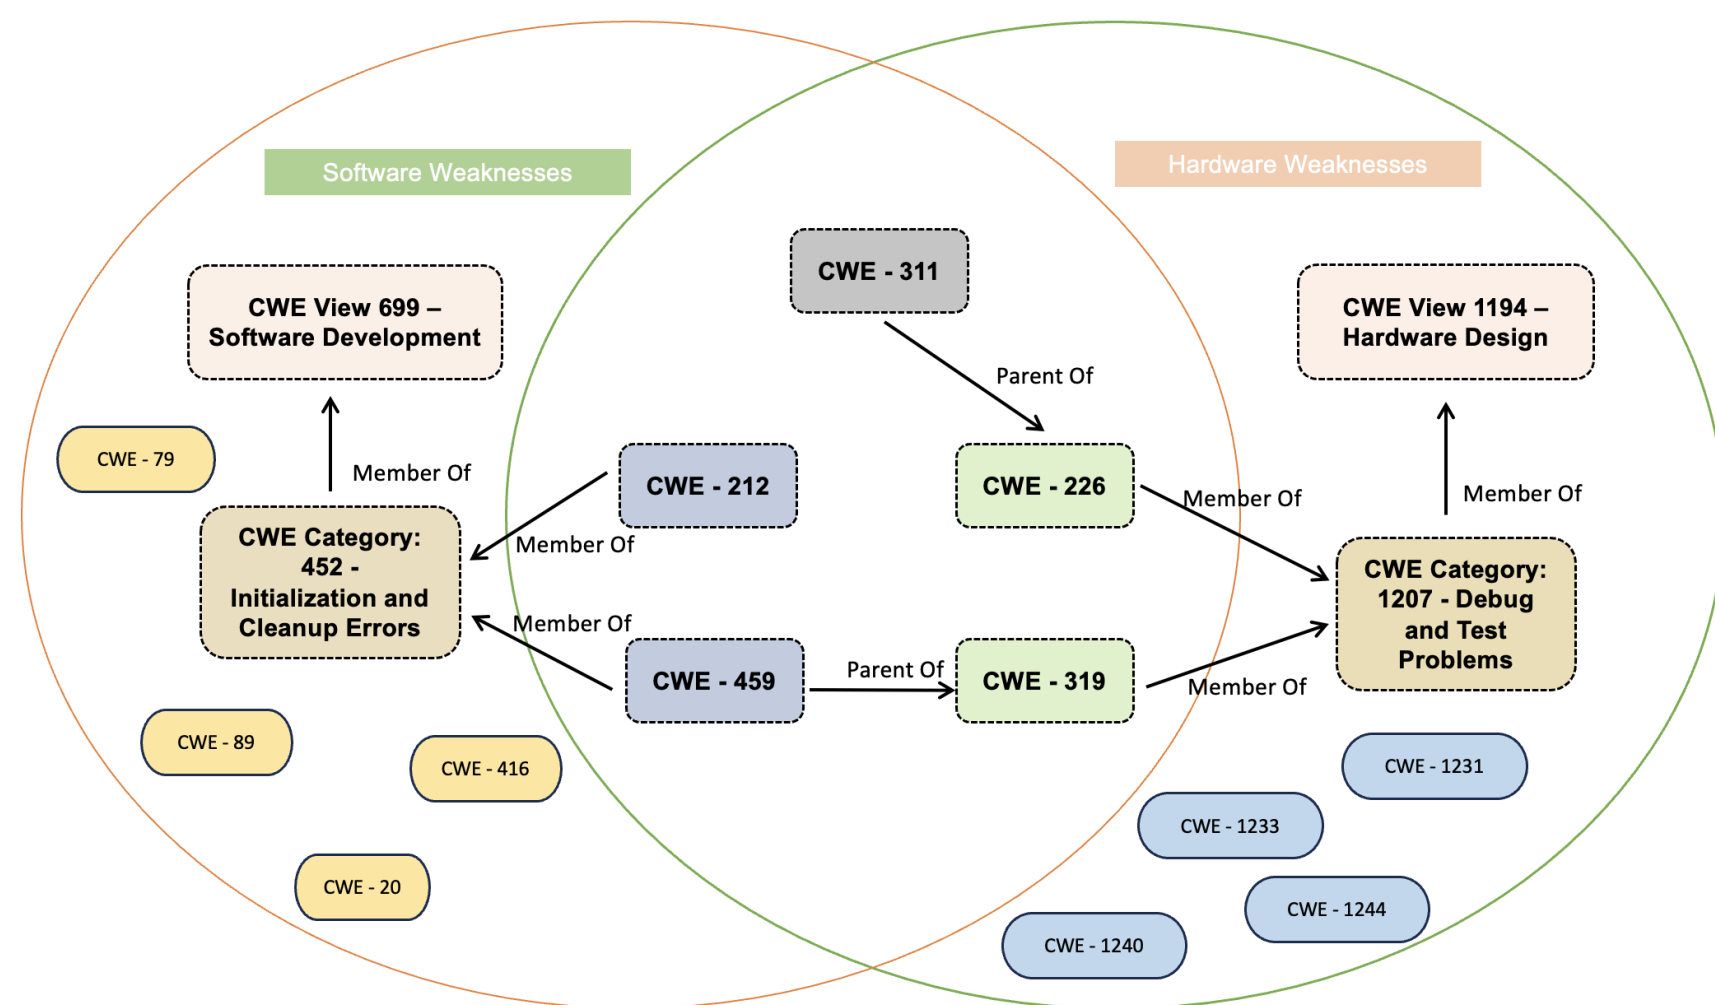 Software Weaknesses
Hardware Weaknesses
CWE - 311
CWE View 699 –
Software Development
CWE View 1194 –
Hardware Design
Parent Of
CWE - 79
Member Of
CWE - 212
CWE - 226
Member Of
Member Of
CWE Category:
452 -
Initialization and
Cleanup Errors
Member Of
CWE Category:
1207 - Debug
and Test
Problems
Member Of
CWE - 459
Parent Of
CWE - 319
Member Of
CWE - 89
CWE - 416
CWE - 1231
CWE - 1233
CWE - 20
CWE - 1244
CWE - 1240